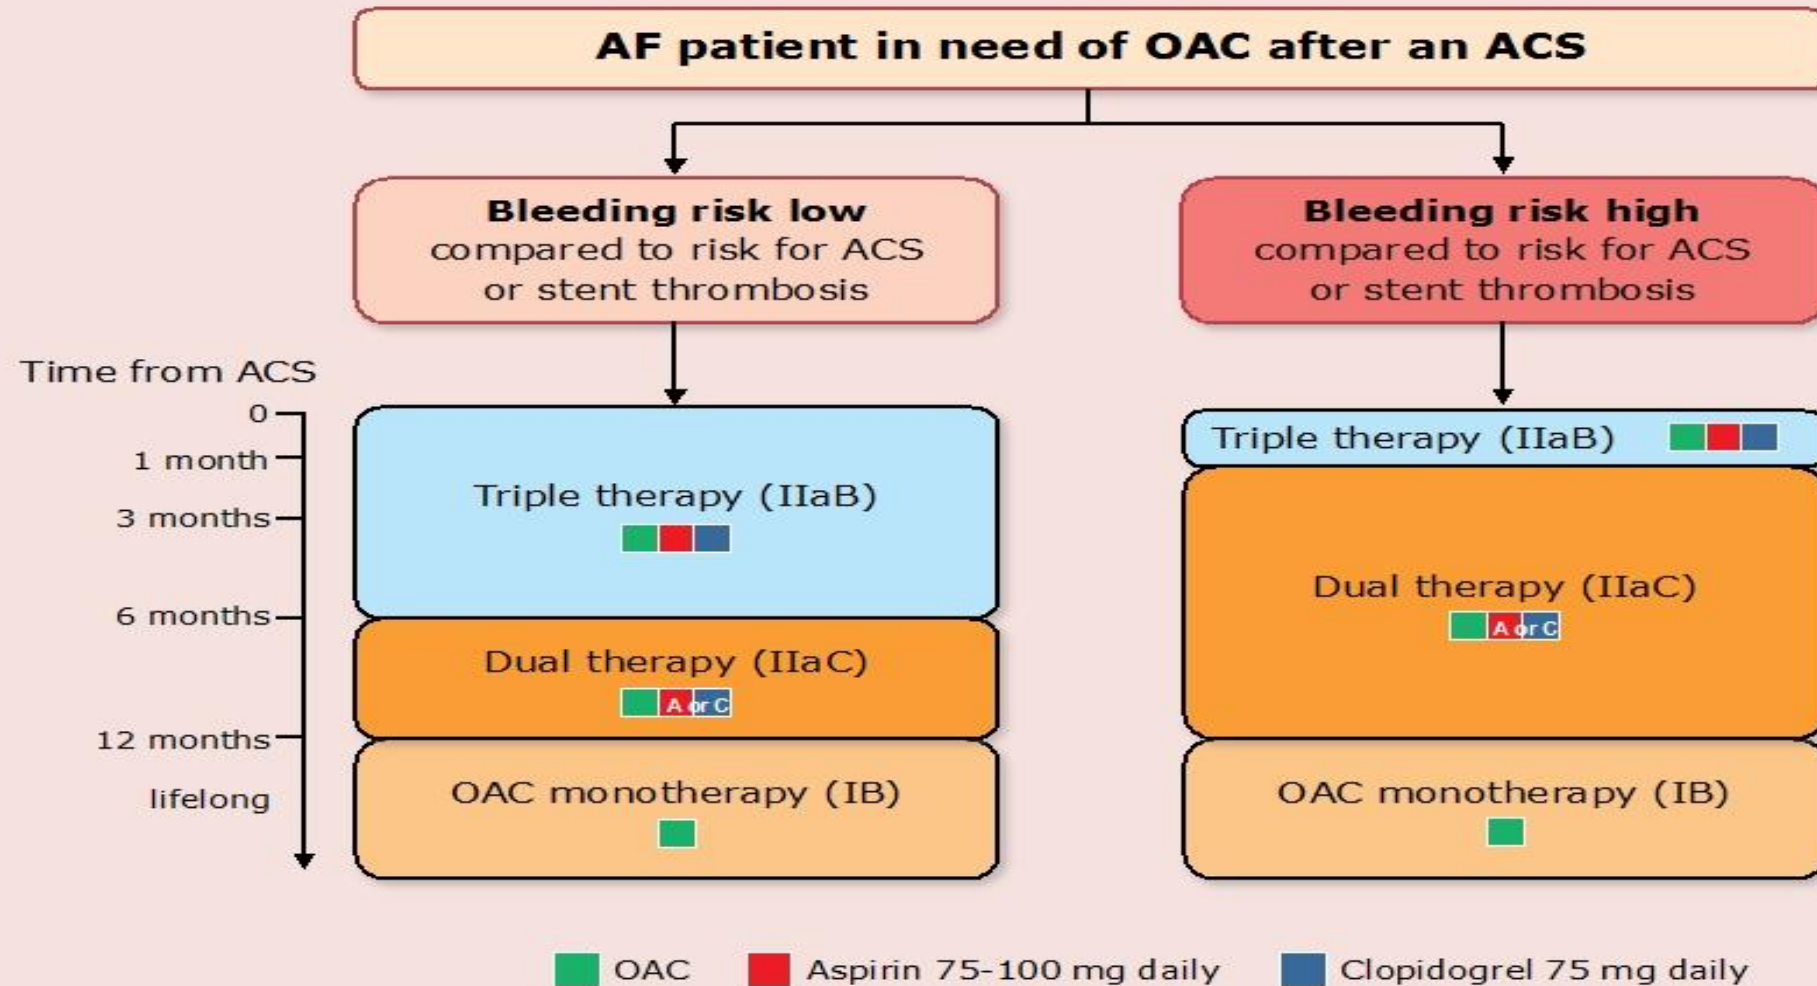 AF patient in need of OAC after an ACS
Bleeding risk low
compared to risk for ACS
or stent thrombosis
Bleeding risk high
compared to risk for ACS
or stent thrombosis
Time from ACS
0
1 month
3 months
6 months
12 months
lifelong
Triple therapy (IIaB)
Dual therapy (IIaC)
A or C
OAC monotherapy (IB)
Triple therapy (IIaB)
Dual therapy (IIaC)
A or C
OAC monotherapy (IB)
OAC
Aspirin 75-100 mg daily
Clopidogrel 75 mg daily